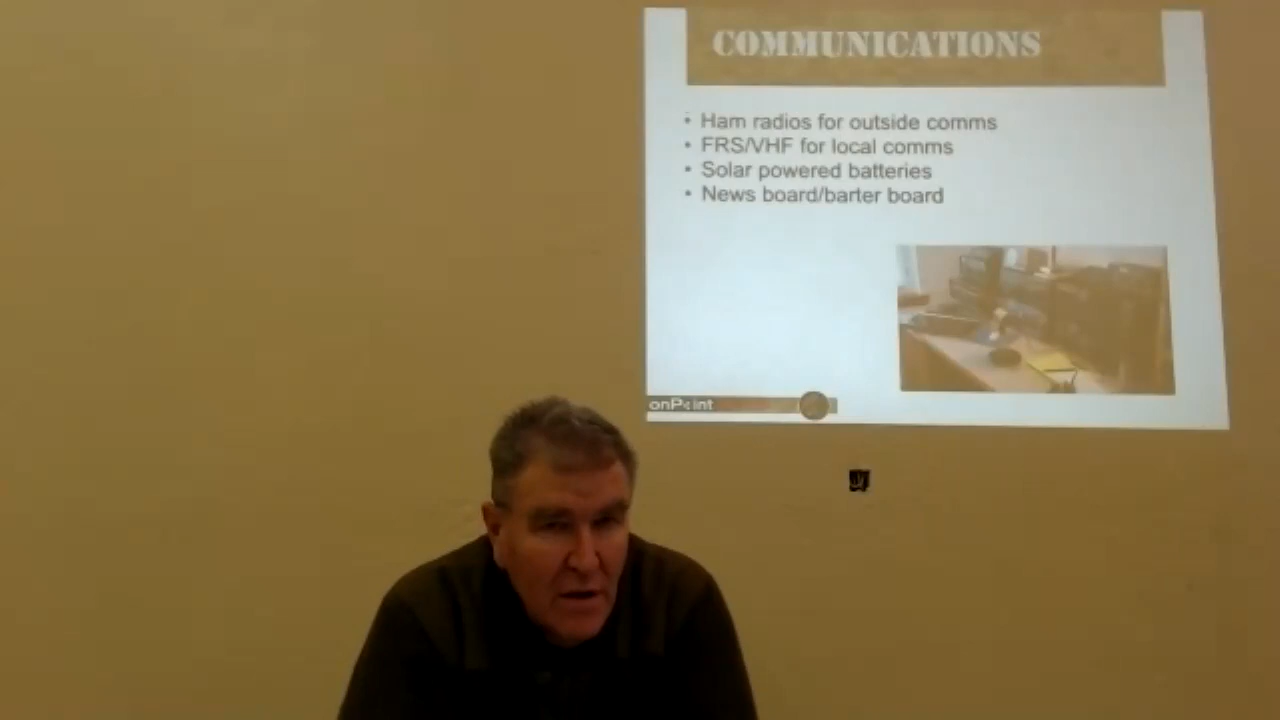 COMMUNICATIONS
• Ham radios for outside comms
• FRS/VHF for local comms
• Solar powered batteries
• News board/barter board
onPoint